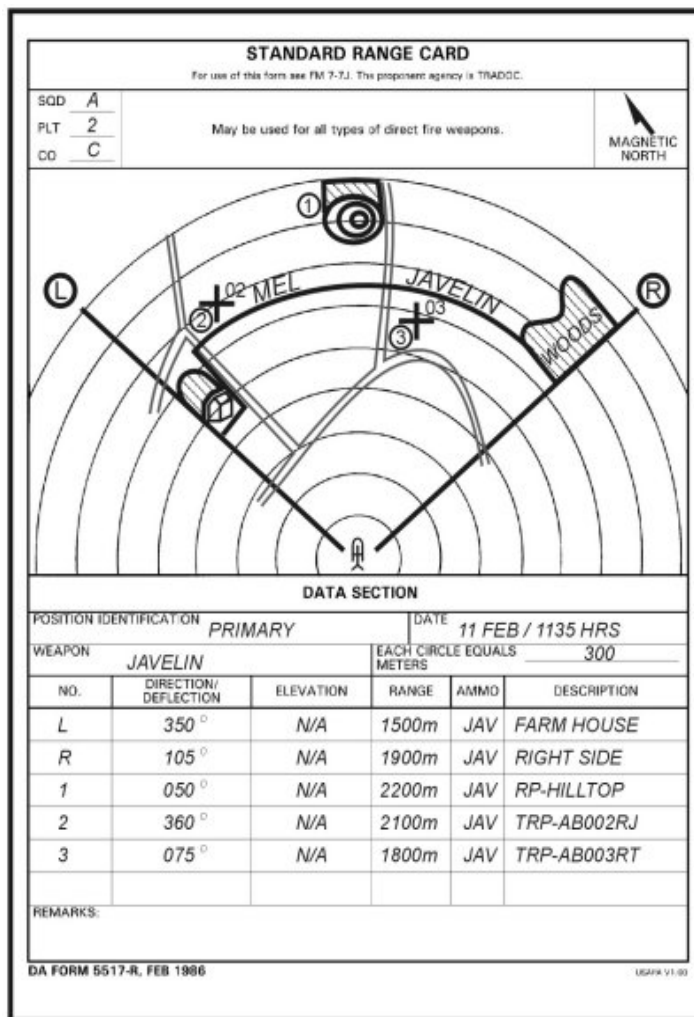 STANDARD RANGE CARD
For use of this form see FM 7-7J. The proponent agency is TRADOC.
SQD A
PLT 2
CO C
May be used for all types of direct fire weapons.
MAGNETIC
NORTH
1
L
02
MEL
JAVELIN
R
2
03
3
WOODS
DATA SECTION
POSITION IDENTIFICATION PRIMARY
DATE 11 FEB / 1135 HRS
WEAPON JAVELIN
EACH CIRCLE EQUALS 300
METERS
NO. DIRECTION/ DEFLECTION ELEVATION RANGE AMMO DESCRIPTION
L 350° N/A 1500m JAV FARM HOUSE
R 105° N/A 1900m JAV RIGHT SIDE
1 050° N/A 2200m JAV RP-HILLTOP
2 360° N/A 2100m JAV TRP-AB002RJ
3 075° N/A 1800m JAV TRP-AB003RT
REMARKS:
DA FORM 5517-R, FEB 1986
USAPA V1.00